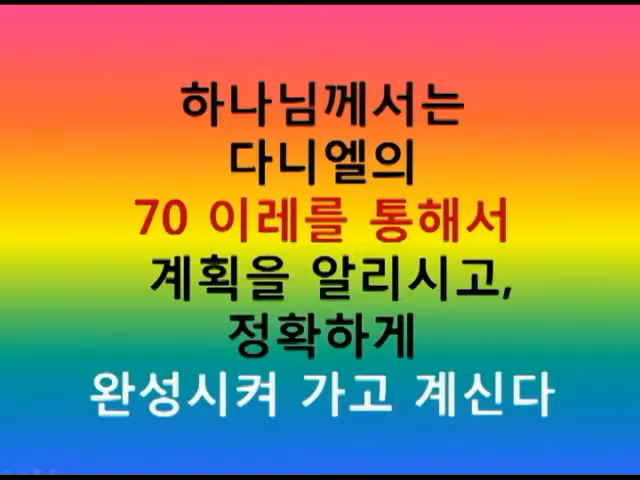 하나님께서는
다니엘의
70 이레를 통해서
계획을 알리시고,
정확하게
완성시켜 가고 계신다